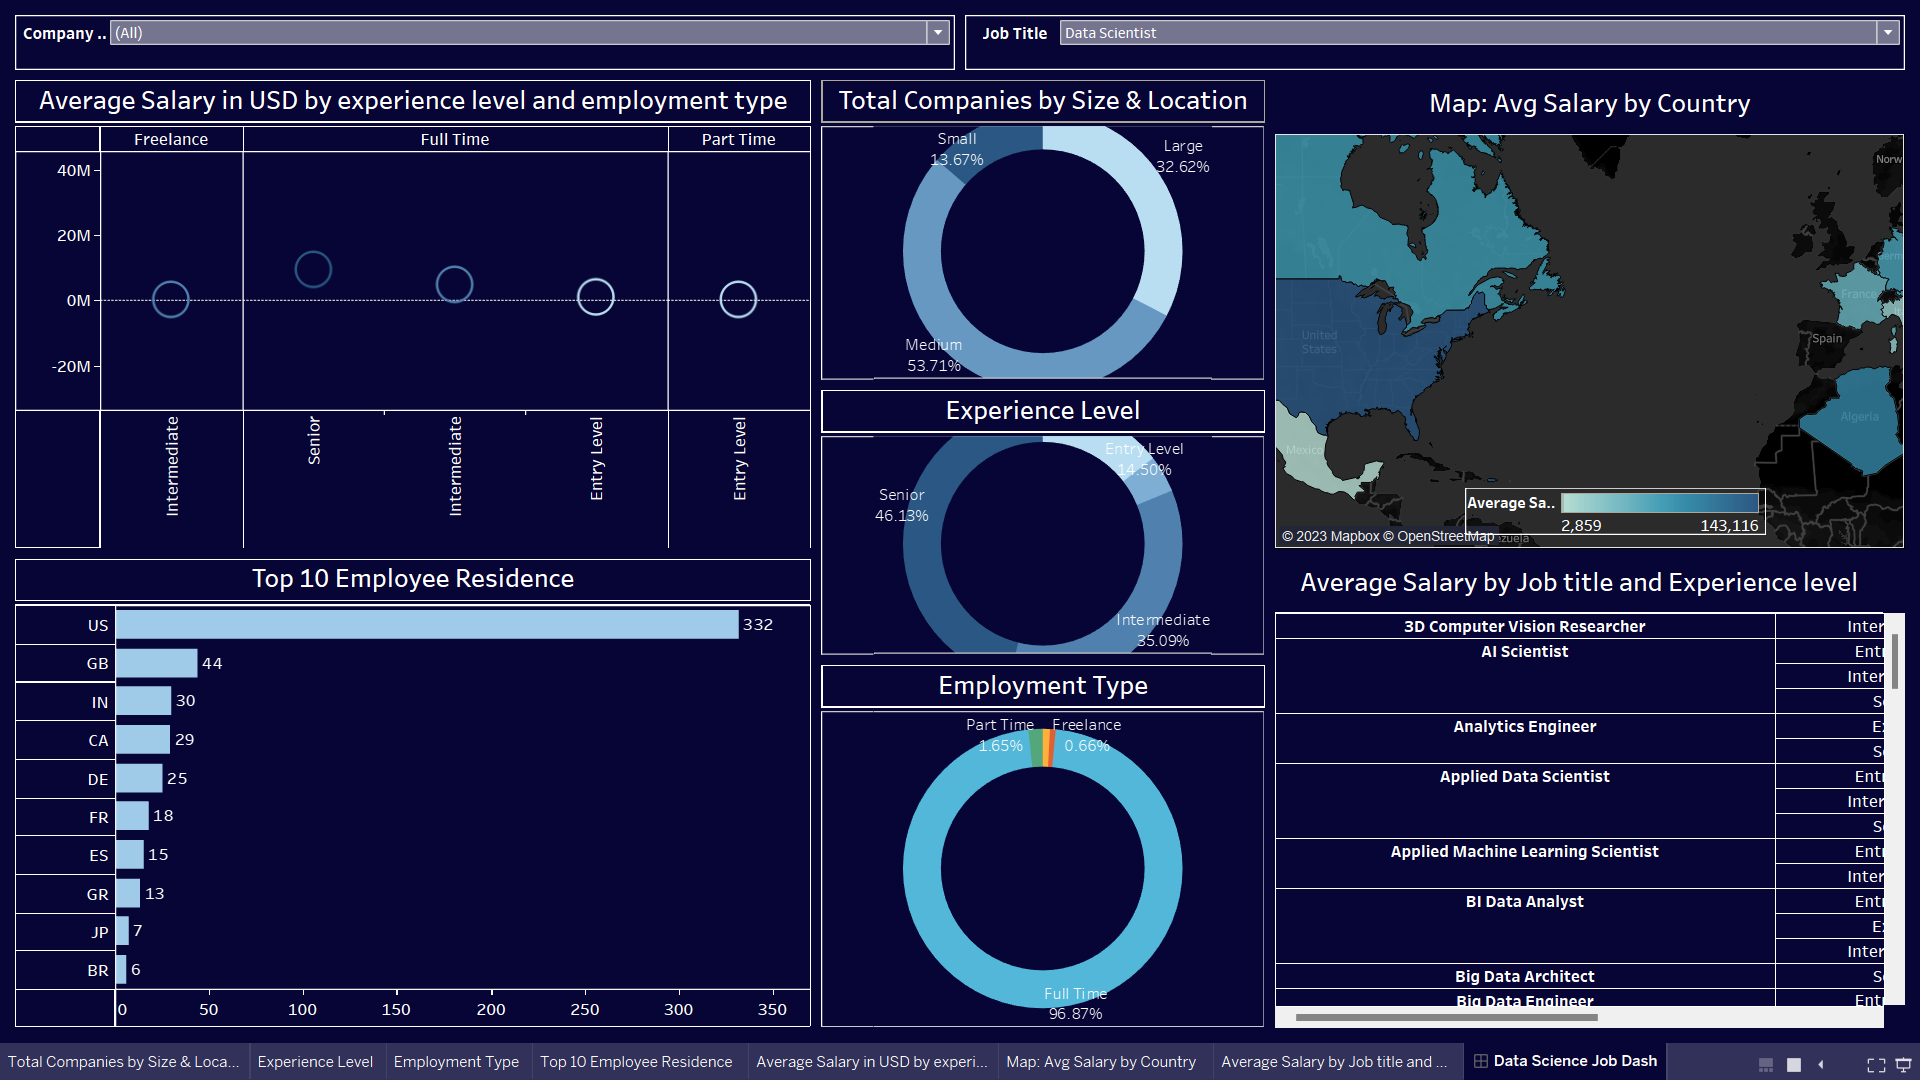 Company ..
(All)
Job Title
Data Scientist
Average Salary in USD by experience level and employment type
Freelance
Full Time
Part Time
40M
20M
0M
-20M
Intermediate
Senior
Intermediate
Entry Level
Entry Level
Top 10 Employee Residence
US
332
GB
44
IN
30
CA
29
DE
25
FR
18
ES
15
GR
13
JP
7
BR
6
0
50
100
150
200
250
300
350
Total Companies by Size & Location
Small
13.67%
Large
32.62%
Medium
53.71%
Experience Level
Entry Level
14.50%
Senior
46.13%
Intermediate
35.09%
Employment Type
Part Time
1.65%
Freelance
0.66%
Full Time
96.87%
Map: Avg Salary by Country
Norw
United
States
Mexico
France
Spain
Algeria
Average Sa..
2,859
143,116
© 2023 Mapbox © OpenStreetMap
Average Salary by Job title and Experience level
3D Computer Vision Researcher
Inter
AI Scientist
Entr
Inter
Se
Analytics Engineer
Ex
Se
Applied Data Scientist
Entr
Inter
Se
Applied Machine Learning Scientist
Entr
Inter
BI Data Analyst
Entr
Ex
Inter
Big Data Architect
Se
Big Data Engineer
Entr
Total Companies by Size & Loca...
Experience Level
Employment Type
Top 10 Employee Residence
Average Salary in USD by experi...
Map: Avg Salary by Country
Average Salary by Job title and ...
Data Science Job Dash